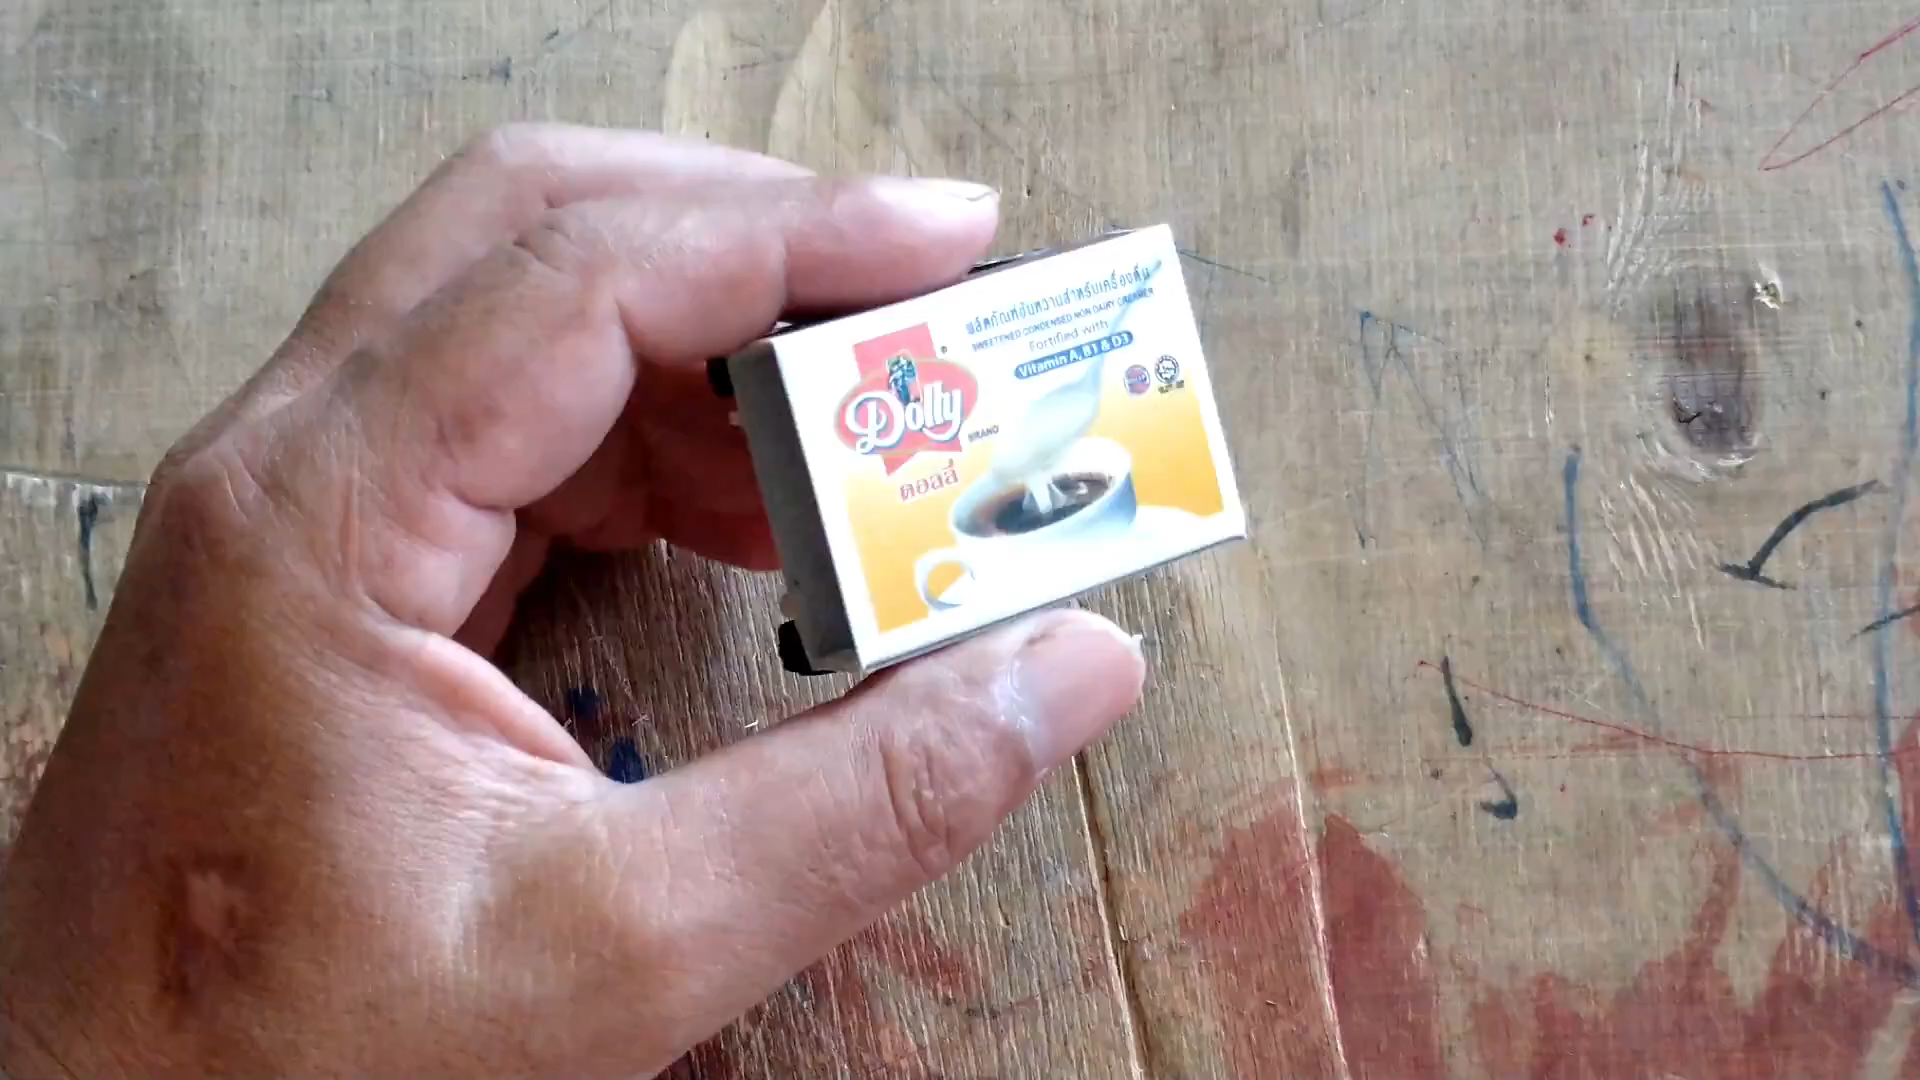 ผลิตภัณฑ์ข้นหวานสำหรับเครื่องดื่ม
SWEETENED CONDENSED NON DAIRY CREAMER
Fortified with
Vitamin A, B1 & D3
Dolly
BRAND
ดอลลี่